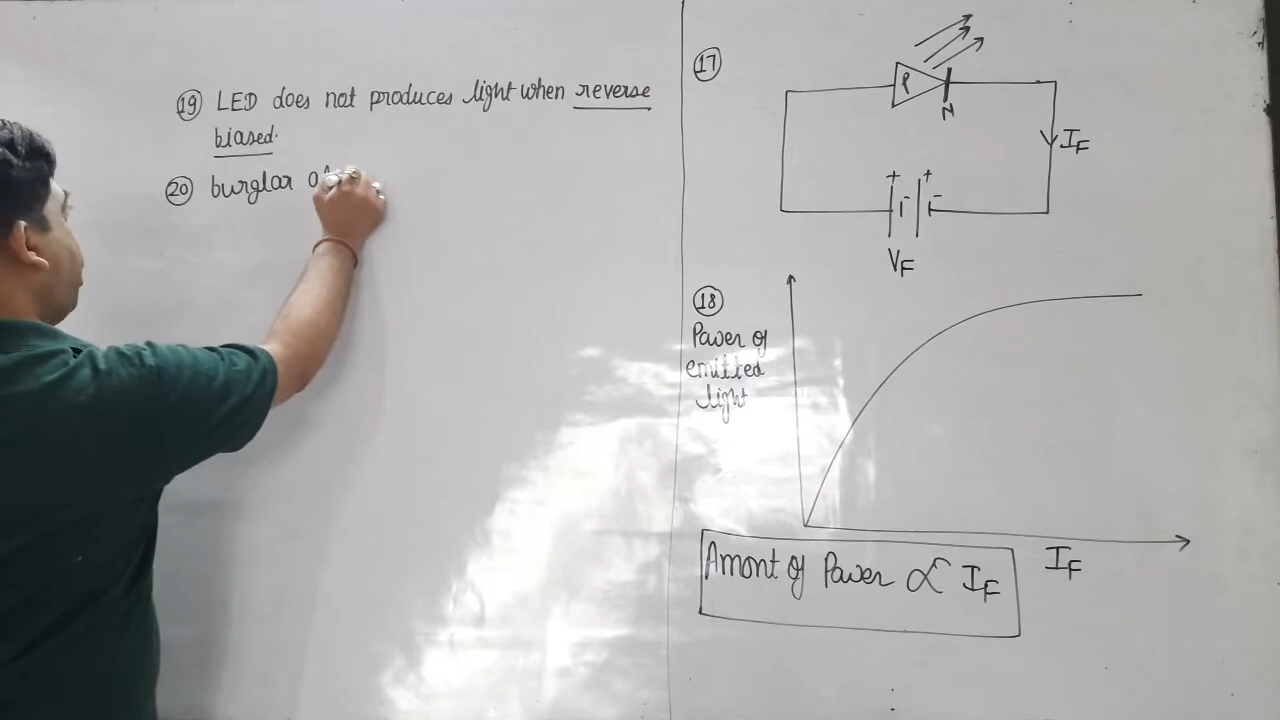 ⑲ LED does not produces light when reverse
biased.
⑳ burglar
⑰
P
N
I_F
+ - + -
V_F
⑱
Power of
emitted
light
I_F
Amont of Power ∝ I_F